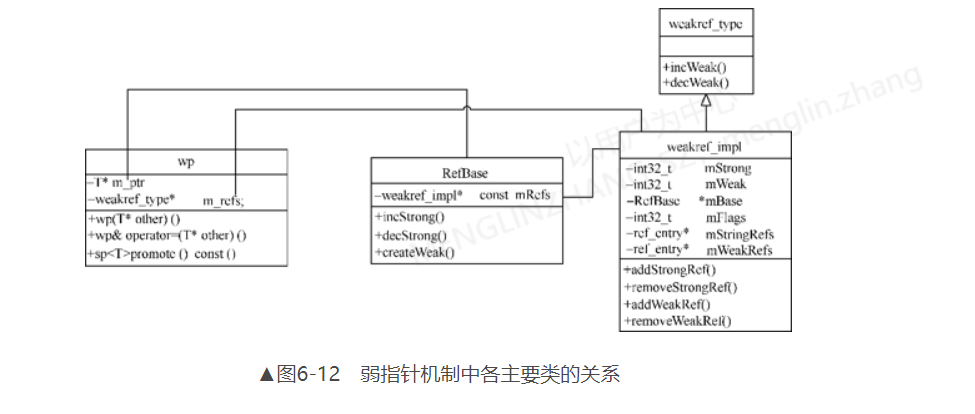 weakref_type
+incWeak()
+decWeak()
wp
-T* m_ptr
-weakref_type* m_refs;
+wp(T* other) ()
+wp& operator=(T* other) ()
+sp<T>promote () const ()
RefBase
-weakref_impl* const mRefs
+incStrong()
+decStrong()
+createWeak()
weakref_impl
-int32_t mStrong
-int32_t mWeak
-RefBase *mBase
-int32_t mFlags
-ref_entry* mStringRefs
-ref_entry* mWeakRefs
+addStrongRef()
+removeStrongRef()
+addWeakRef()
+removeWeakRef()
以用户为中心
menglin.zhang
▲图6-12 弱指针机制中各主要类的关系